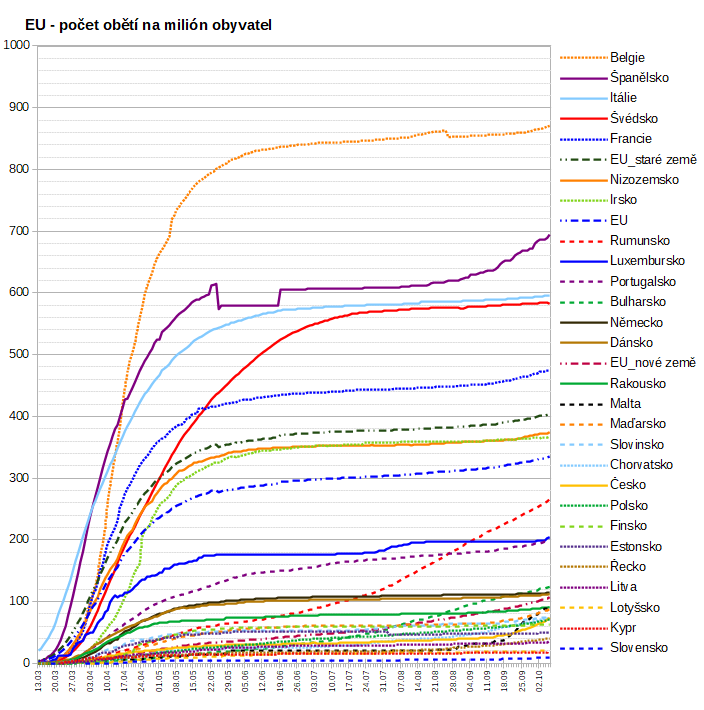 EU - počet obětí na milión obyvatel
1000
900
800
700
600
500
400
300
200
100
0
13.03 20.03 27.03 03.04 10.04 17.04 24.04 01.05 08.05 15.05 22.05 29.05 05.06 12.06 19.06 26.06 03.07 10.07 17.07 24.07 31.07 07.08 14.08 21.08 28.08 04.09 11.09 18.09 25.09 02.10
Belgie
Španělsko
Itálie
Švédsko
Francie
EU_staré země
Nizozemsko
Irsko
EU
Rumunsko
Luxembursko
Portugalsko
Bulharsko
Německo
Dánsko
EU_nové země
Rakousko
Malta
Maďarsko
Slovinsko
Chorvatsko
Česko
Polsko
Finsko
Estonsko
Řecko
Litva
Lotyšsko
Kypr
Slovensko